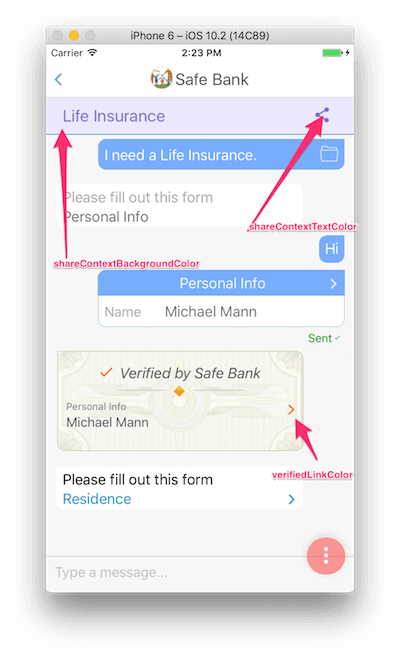 iPhone 6 – iOS 10.2 (14C89)
Carrier 2:23 PM
Safe Bank
Life Insurance
I need a Life Insurance.
Please fill out this form
Personal Info
shareContextTextColor
Hi
shareContextBackgroundColor
Personal Info
Name Michael Mann
Sent
Verified by Safe Bank
Personal Info
Michael Mann
verifiedLinkColor
Please fill out this form
Residence
Type a message...